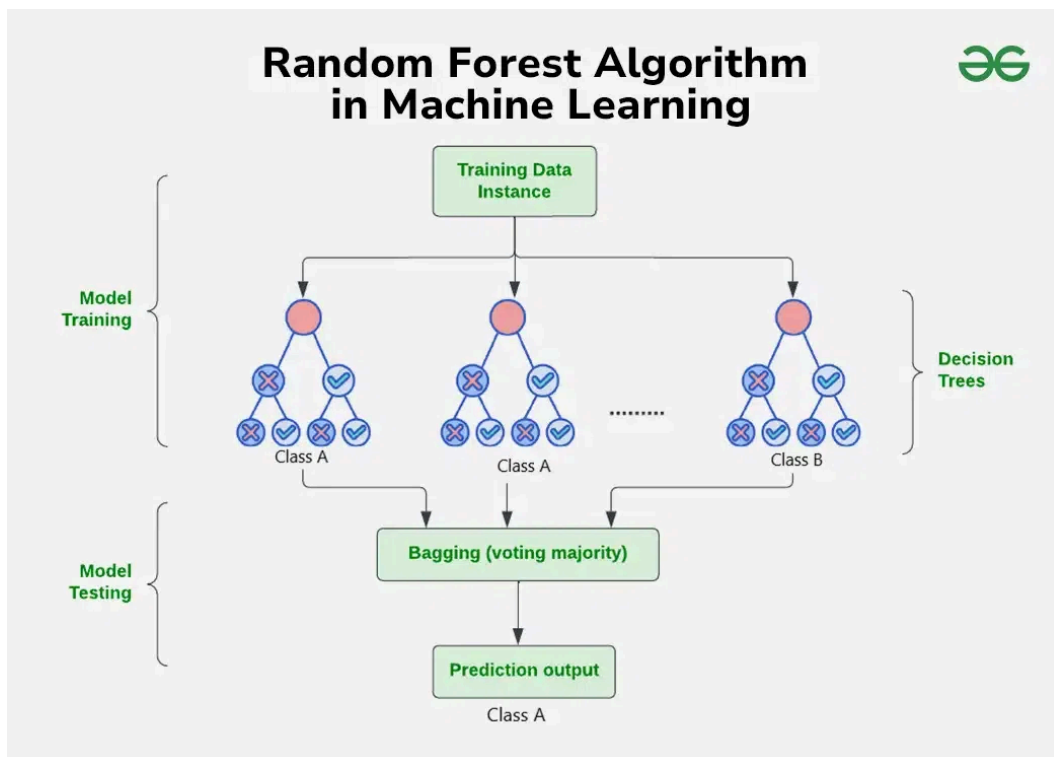 Random Forest Algorithm
in Machine Learning
Training Data
Instance
Model
Training
Decision
Trees
.........
Class A
Class A
Class B
Bagging (voting majority)
Model
Testing
Prediction output
Class A